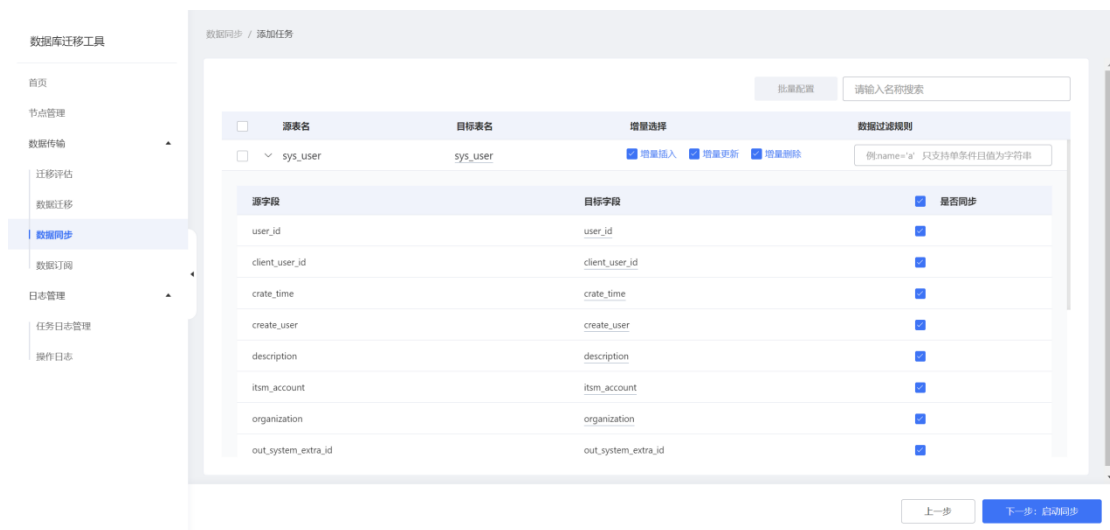 数据库迁移工具
首页
节点管理
数据传输
迁移评估
数据迁移
数据同步
数据订阅
日志管理
任务日志管理
操作日志
数据同步 / 添加任务
批量配置 请输入名称搜索
源表名 目标表名 增量选择 数据过滤规则
sys_user sys_user 增量插入 增量更新 增量删除 例:name='a' 只支持单条件且值为字符串
源字段 目标字段 是否同步
user_id user_id
client_user_id client_user_id
crate_time crate_time
create_user create_user
description description
itsm_account itsm_account
organization organization
out_system_extra_id out_system_extra_id
上一步 下一步：启动同步